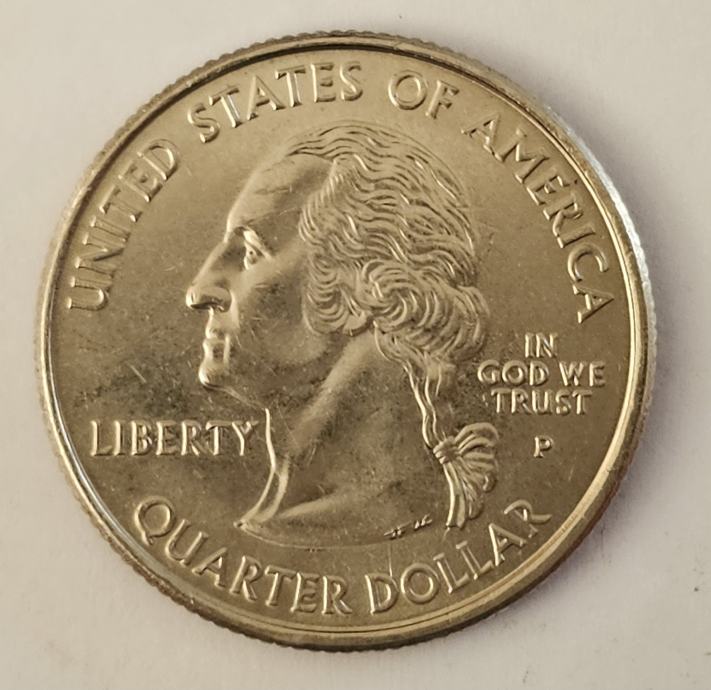 UNITED STATES OF AMERICA
IN
GOD WE
TRUST
LIBERTY
P
QUARTER DOLLAR